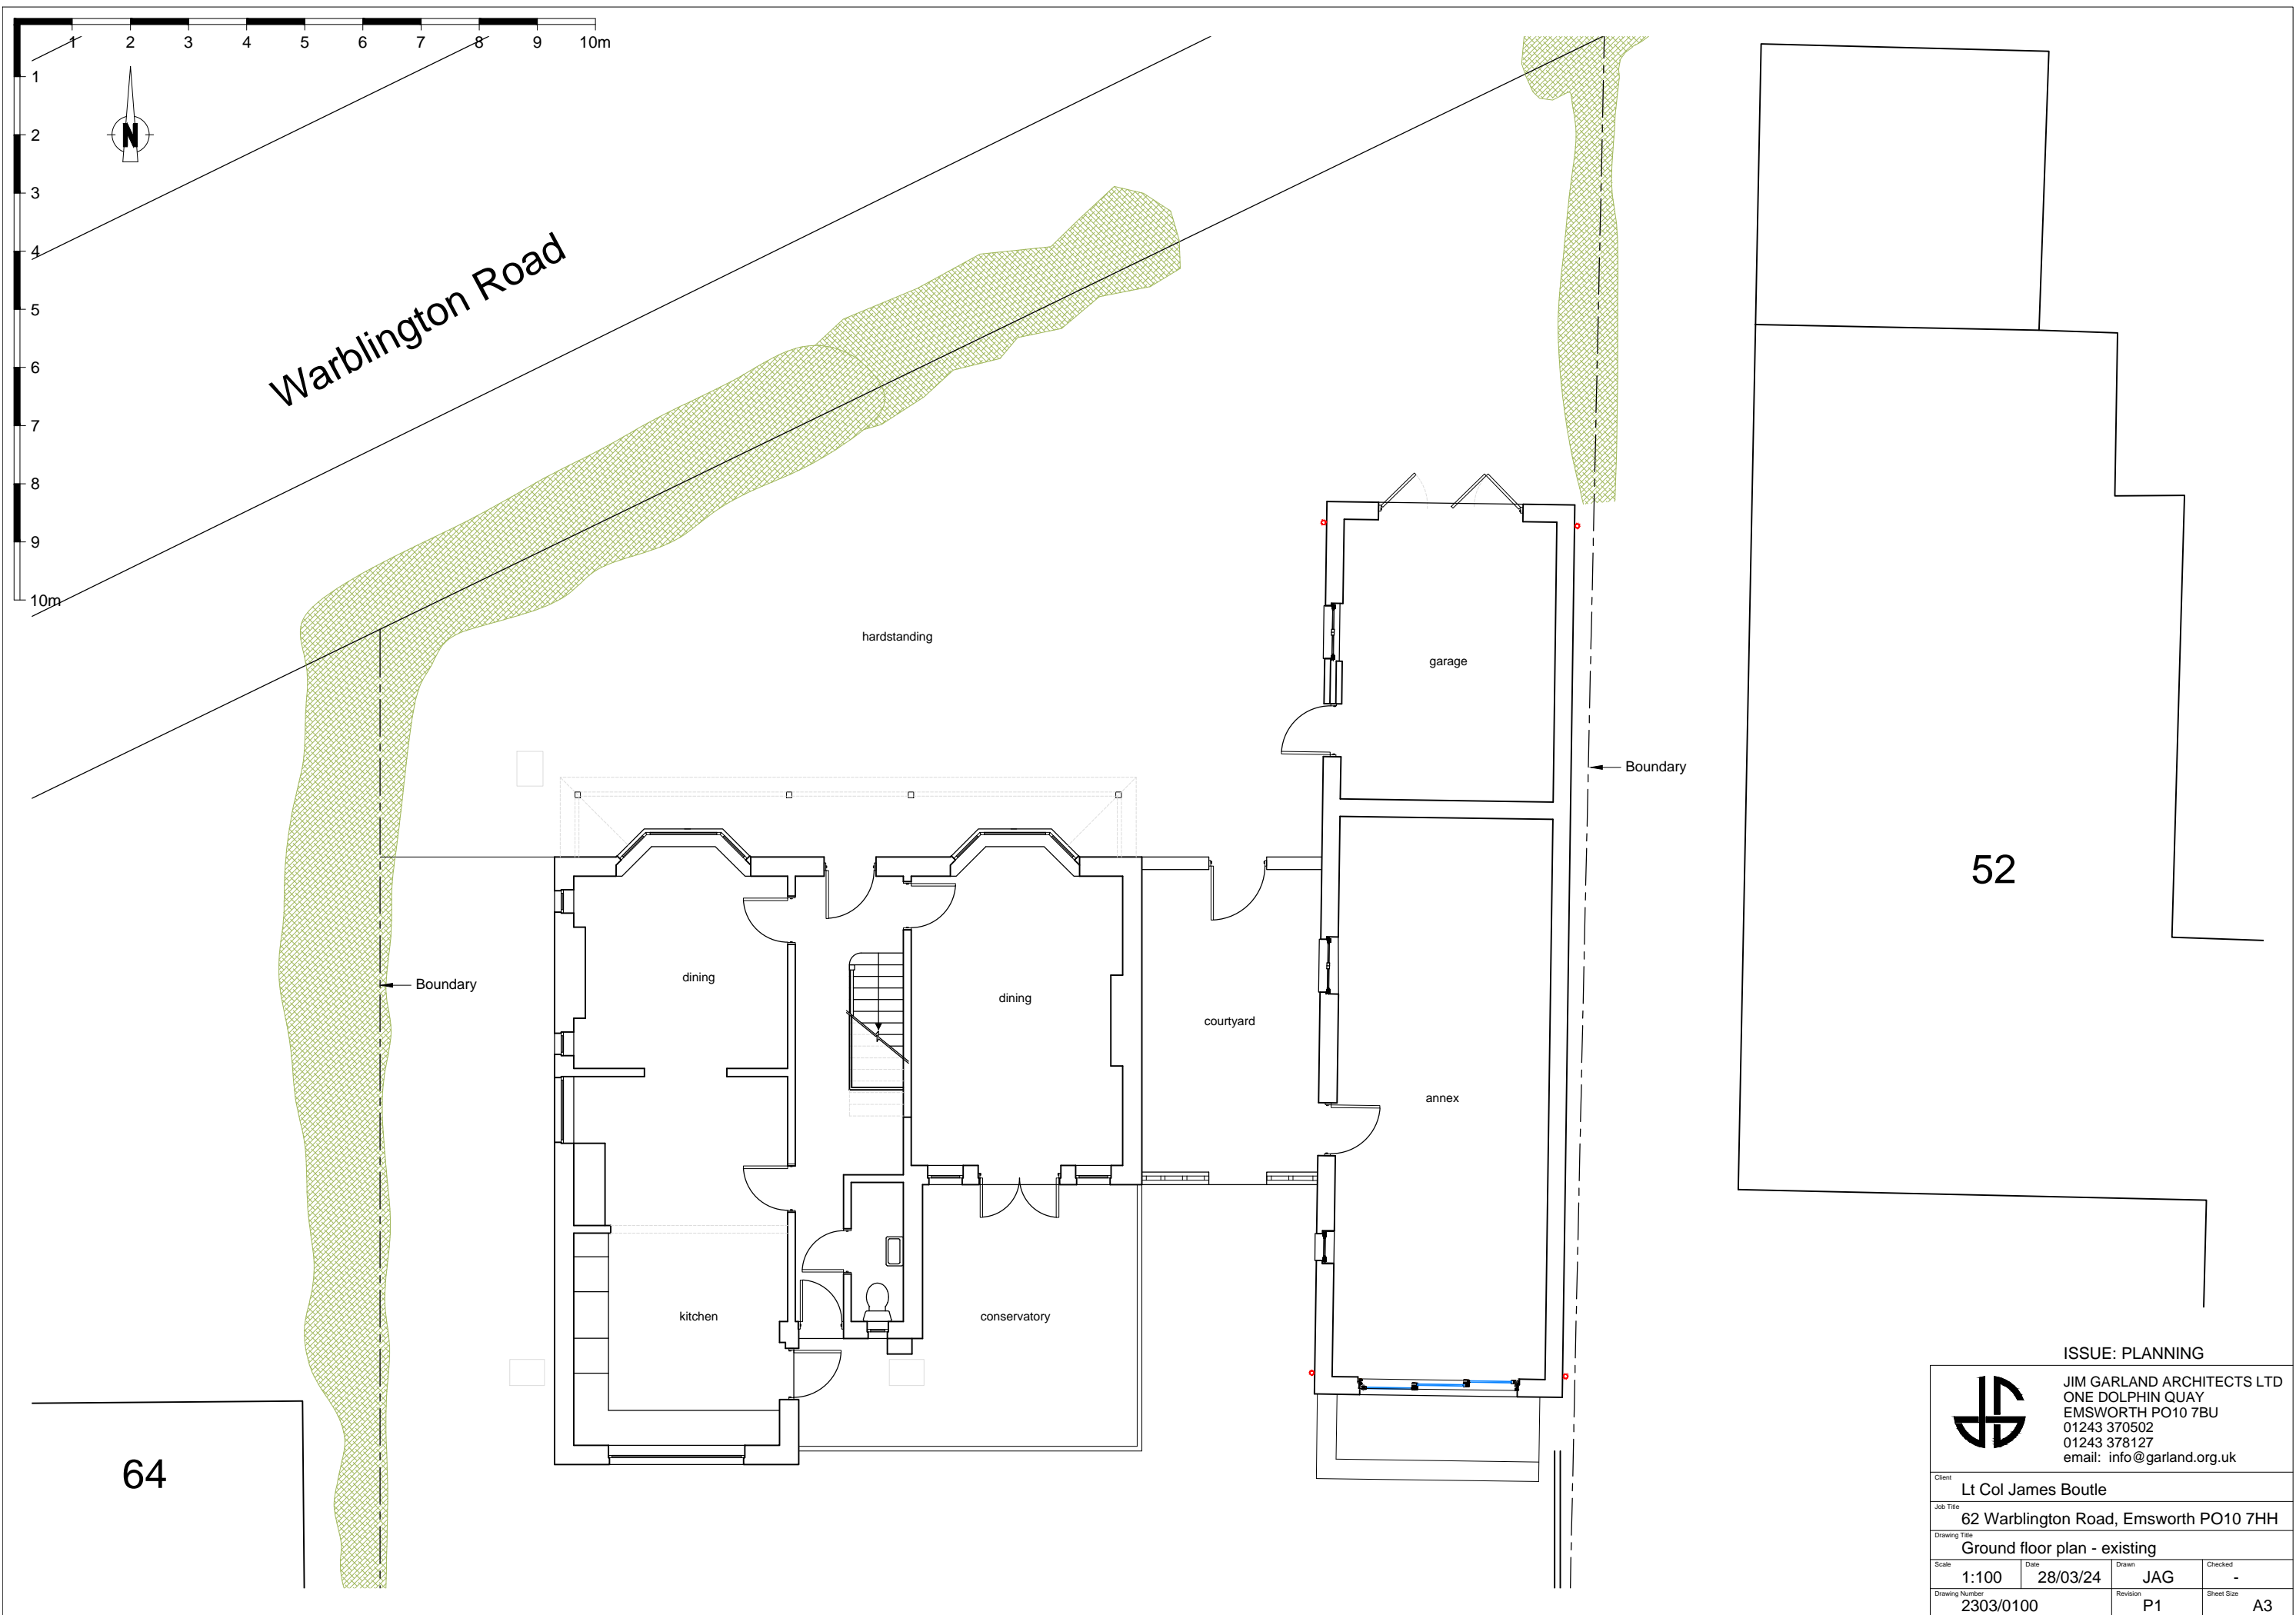 1 2 3 4 5 6 7 8 9 10m
1
2
3
4
5
6
7
8
9
10m
N
Warblington Road
hardstanding
garage
Boundary
52
Boundary
dining
dining
courtyard
annex
kitchen
conservatory
64
ISSUE: PLANNING
JIM GARLAND ARCHITECTS LTD
ONE DOLPHIN QUAY
EMSWORTH PO10 7BU
01243 370502
01243 378127
email: info@garland.org.uk
Client
Lt Col James Boutle
Job Title
62 Warblington Road, Emsworth PO10 7HH
Drawing Title
Ground floor plan - existing
Scale Date Drawn Checked
1:100 28/03/24 JAG -
Drawing Number Revision Sheet Size
2303/0100 P1 A3